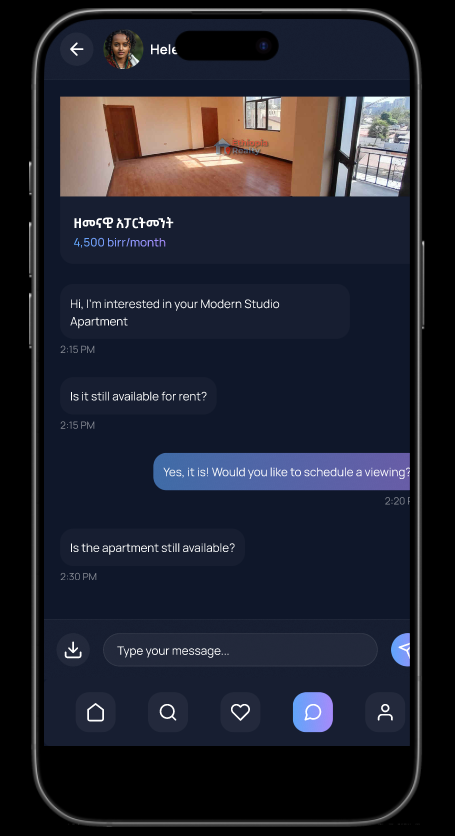 Hele
Ethiopia
Realty
ዘመናዊ አፓርትመንት
4,500 birr/month
Hi, I'm interested in your Modern Studio
Apartment
2:15 PM
Is it still available for rent?
2:15 PM
Yes, it is! Would you like to schedule a viewing?
2:20 P
Is the apartment still available?
2:30 PM
Type your message...